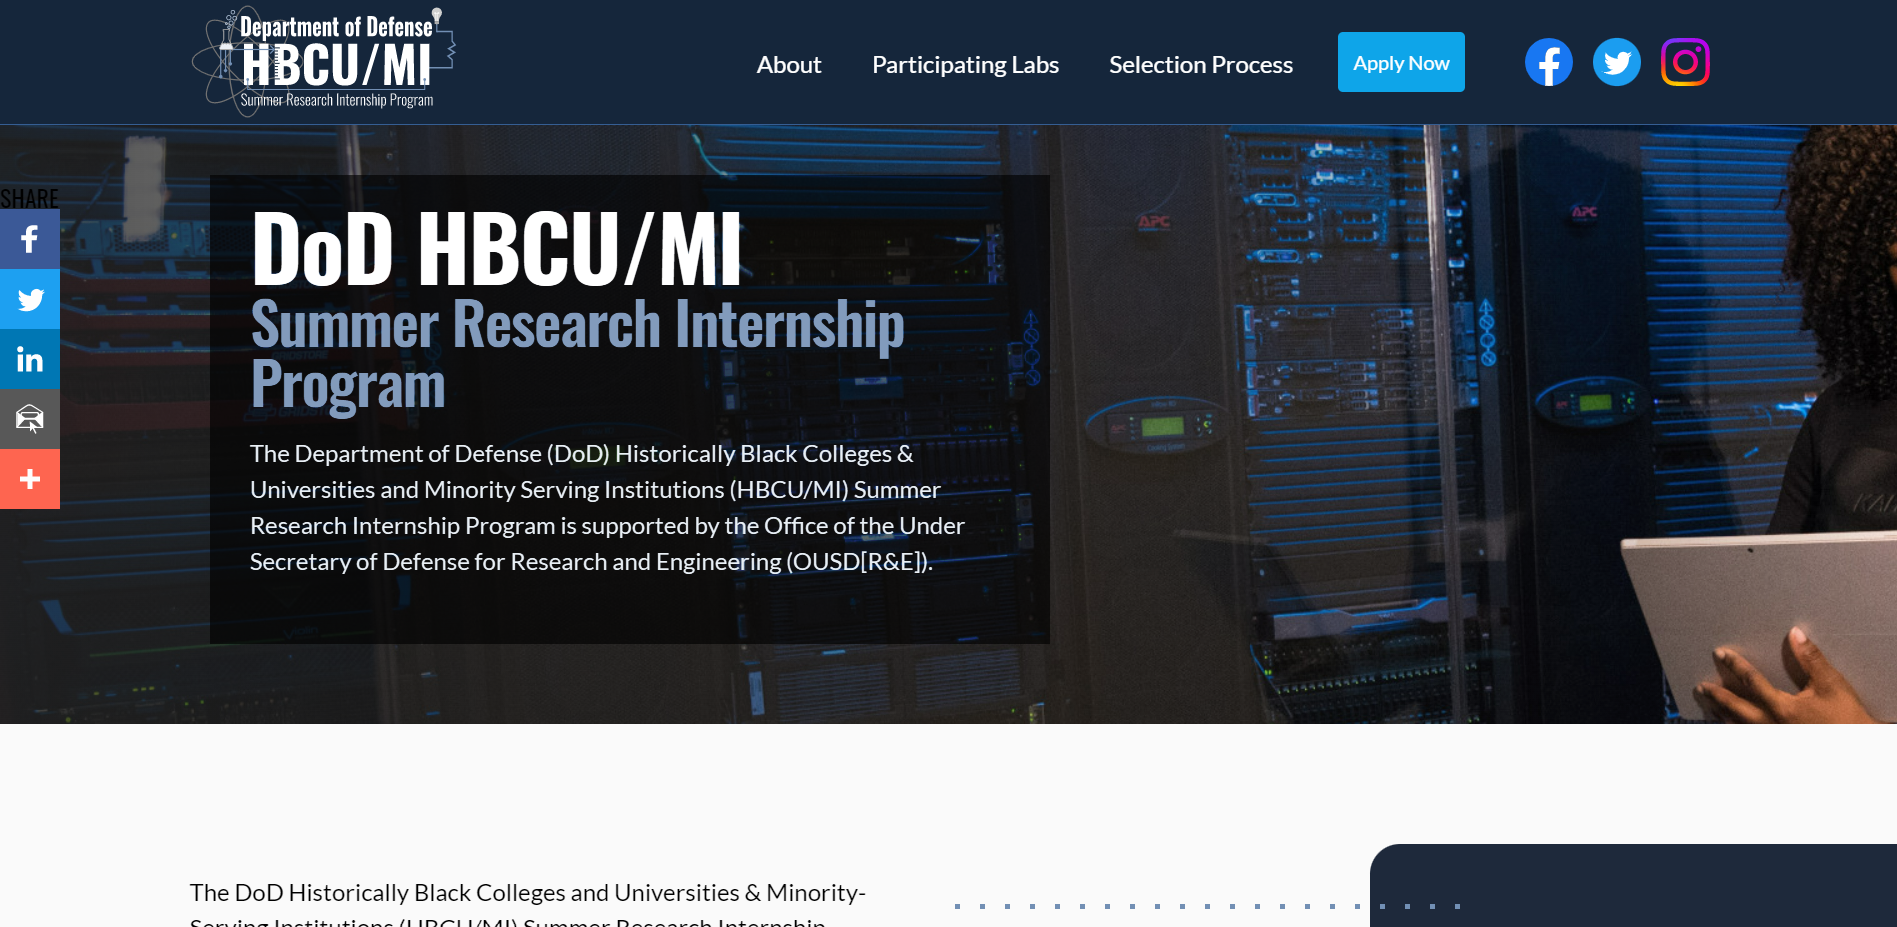 Department of Defense
HBCU/MI
Summer Research Internship Program
About
Participating Labs
Selection Process
Apply Now
SHARE
DoD HBCU/MI
Summer Research Internship
Program
The Department of Defense (DoD) Historically Black Colleges &
Universities and Minority Serving Institutions (HBCU/MI) Summer
Research Internship Program is supported by the Office of the Under
Secretary of Defense for Research and Engineering (OUSD[R&E]).
APC
APC
The DoD Historically Black Colleges and Universities & Minority-
Serving Institutions (HBCU/MI) Summer Research Internship